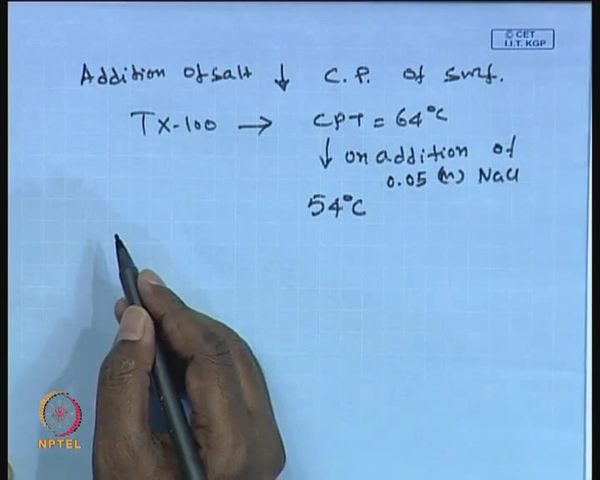 © CET
I.I.T. KGP
Addition of salt ↓ C.P. of surf.
TX-100 → CPT = 64°C
↓ on addition of
0.05 (M) NaCl
54°C
NPTEL